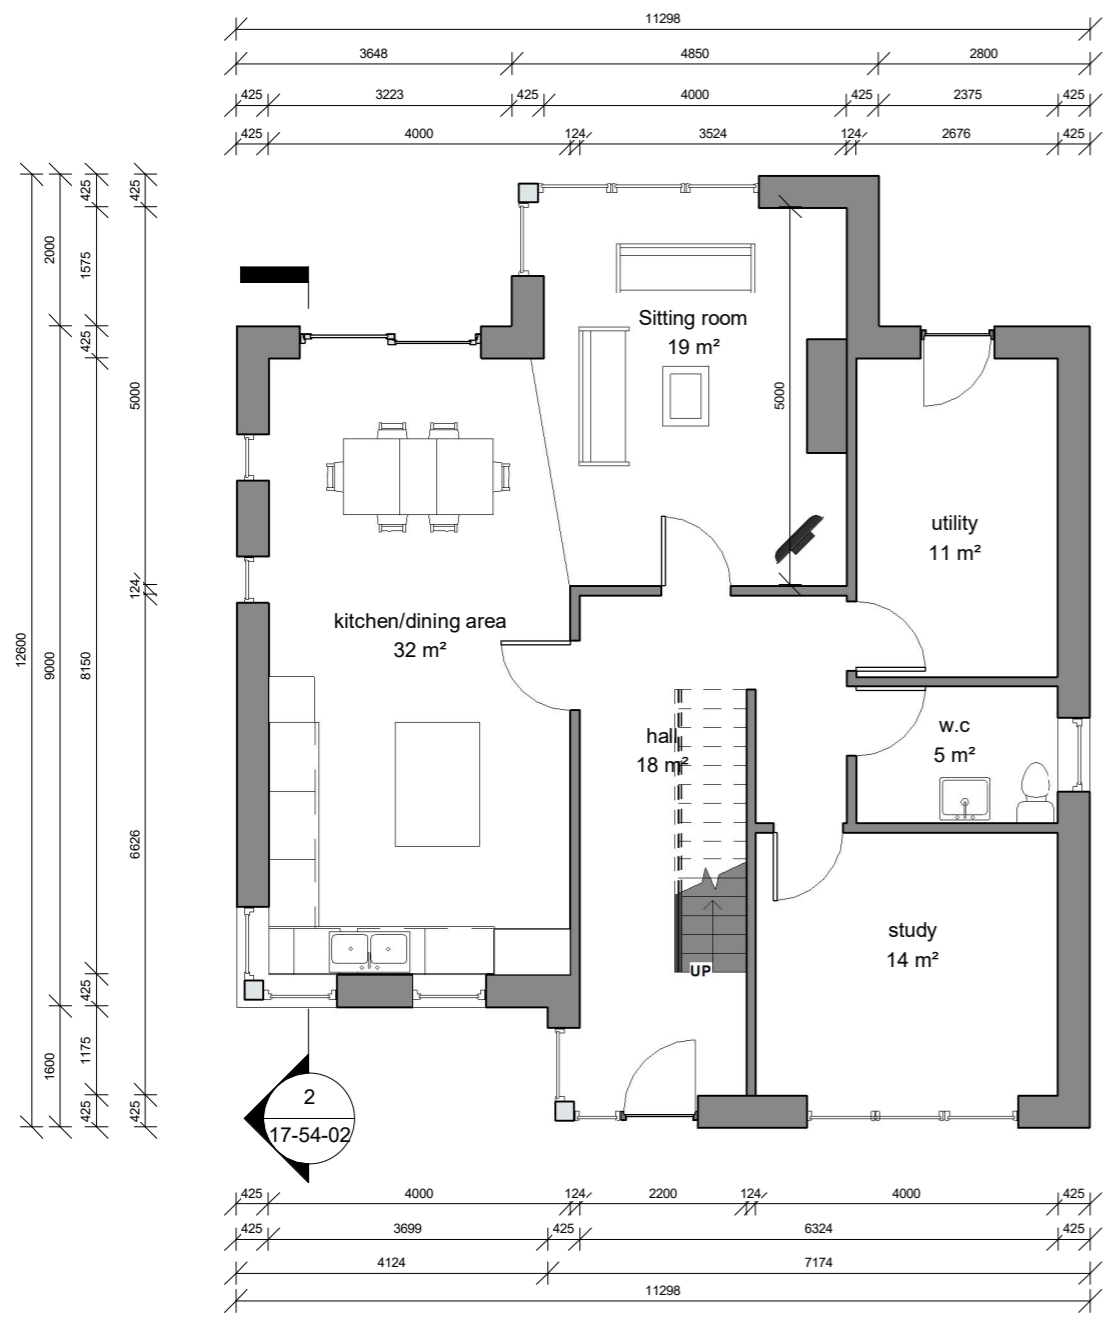 11298
3648 4850 2800
425 3223 425 4000 425 2375 425
425 4000 124 3524 124 2676 425
12600
2000
9000
1600
425
1575
425
8150
425
1175
425
425
5000
124
6626
425
5000
Sitting room
19 m²
utility
11 m²
kitchen/dining area
32 m²
hall
18 m²
w.c
5 m²
study
14 m²
UP
2
17-54-02
425 4000 124 2200 124 4000 425
425 3699 425 6324 425
4124 7174
11298